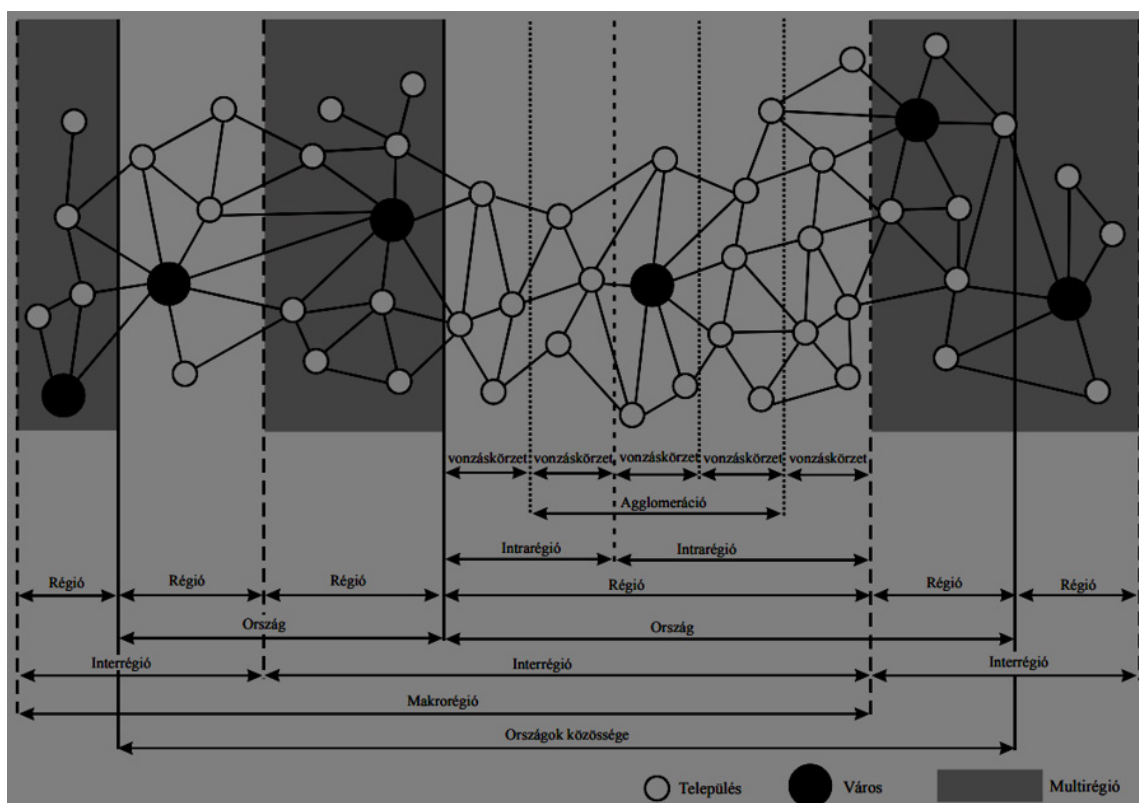 vonzáskörzet vonzáskörzet vonzáskörzet vonzáskörzet vonzáskörzet
Agglomeráció
Intrarégió Intrarégió
Régió Régió Régió Régió Régió Régió
Ország Ország
Interrégió Interrégió Interrégió
Makrorégió
Országok közössége
Település Város Multirégió